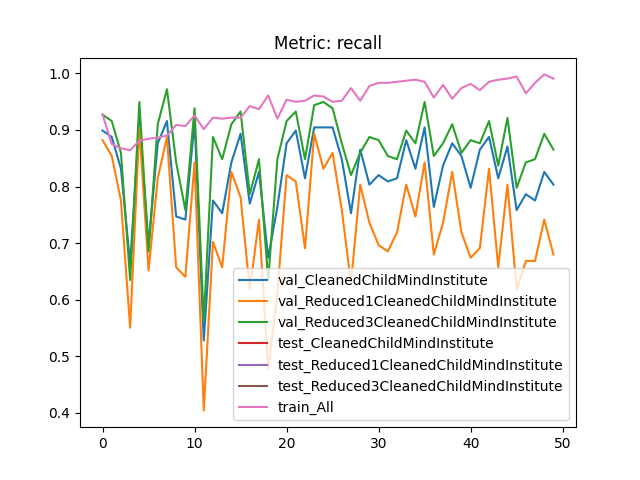 Metric: recall
1.0
0.9
0.8
0.7
0.6
0.5
0.4
val_CleanedChildMindInstitute
val_Reduced1CleanedChildMindInstitute
val_Reduced3CleanedChildMindInstitute
test_CleanedChildMindInstitute
test_Reduced1CleanedChildMindInstitute
test_Reduced3CleanedChildMindInstitute
train_All
0 10 20 30 40 50